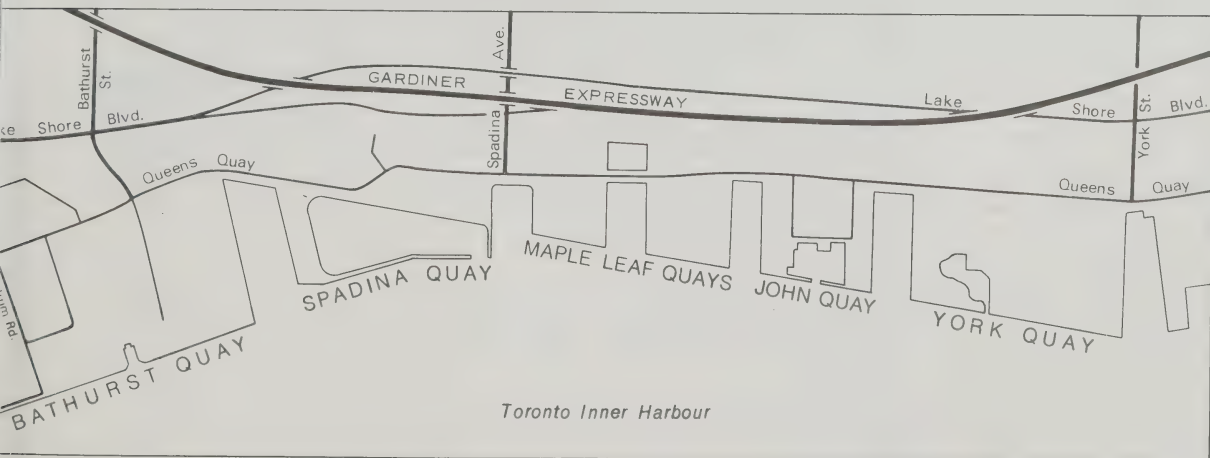 Bathurst
St.
Spadina
Ave.
GARDINER
EXPRESSWAY
Lake
Shore
Blvd.
York
St.
Shore
Blvd.
Queens
Quay
Queens
Quay
SPADINA QUAY
MAPLE LEAF QUAYS
JOHN QUAY
YORK QUAY
Rd.
BATHURST QUAY
Toronto Inner Harbour